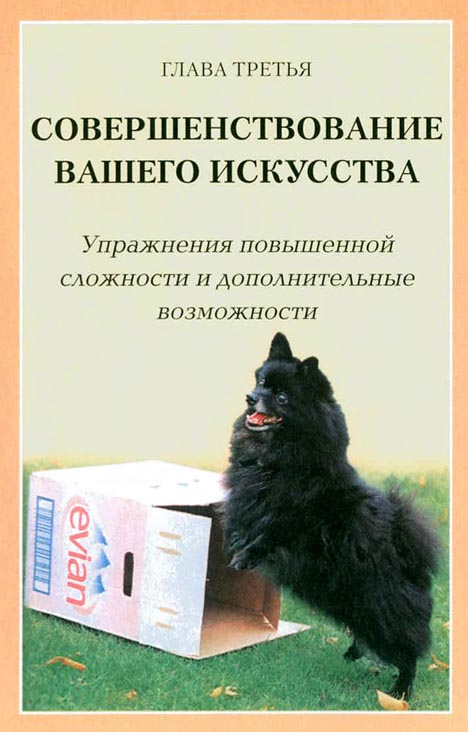 ГЛАВА ТРЕТЬЯ
СОВЕРШЕНСТВОВАНИЕ
ВАШЕГО ИСКУССТВА
Упражнения повышенной
сложности и дополнительные
возможности
evian